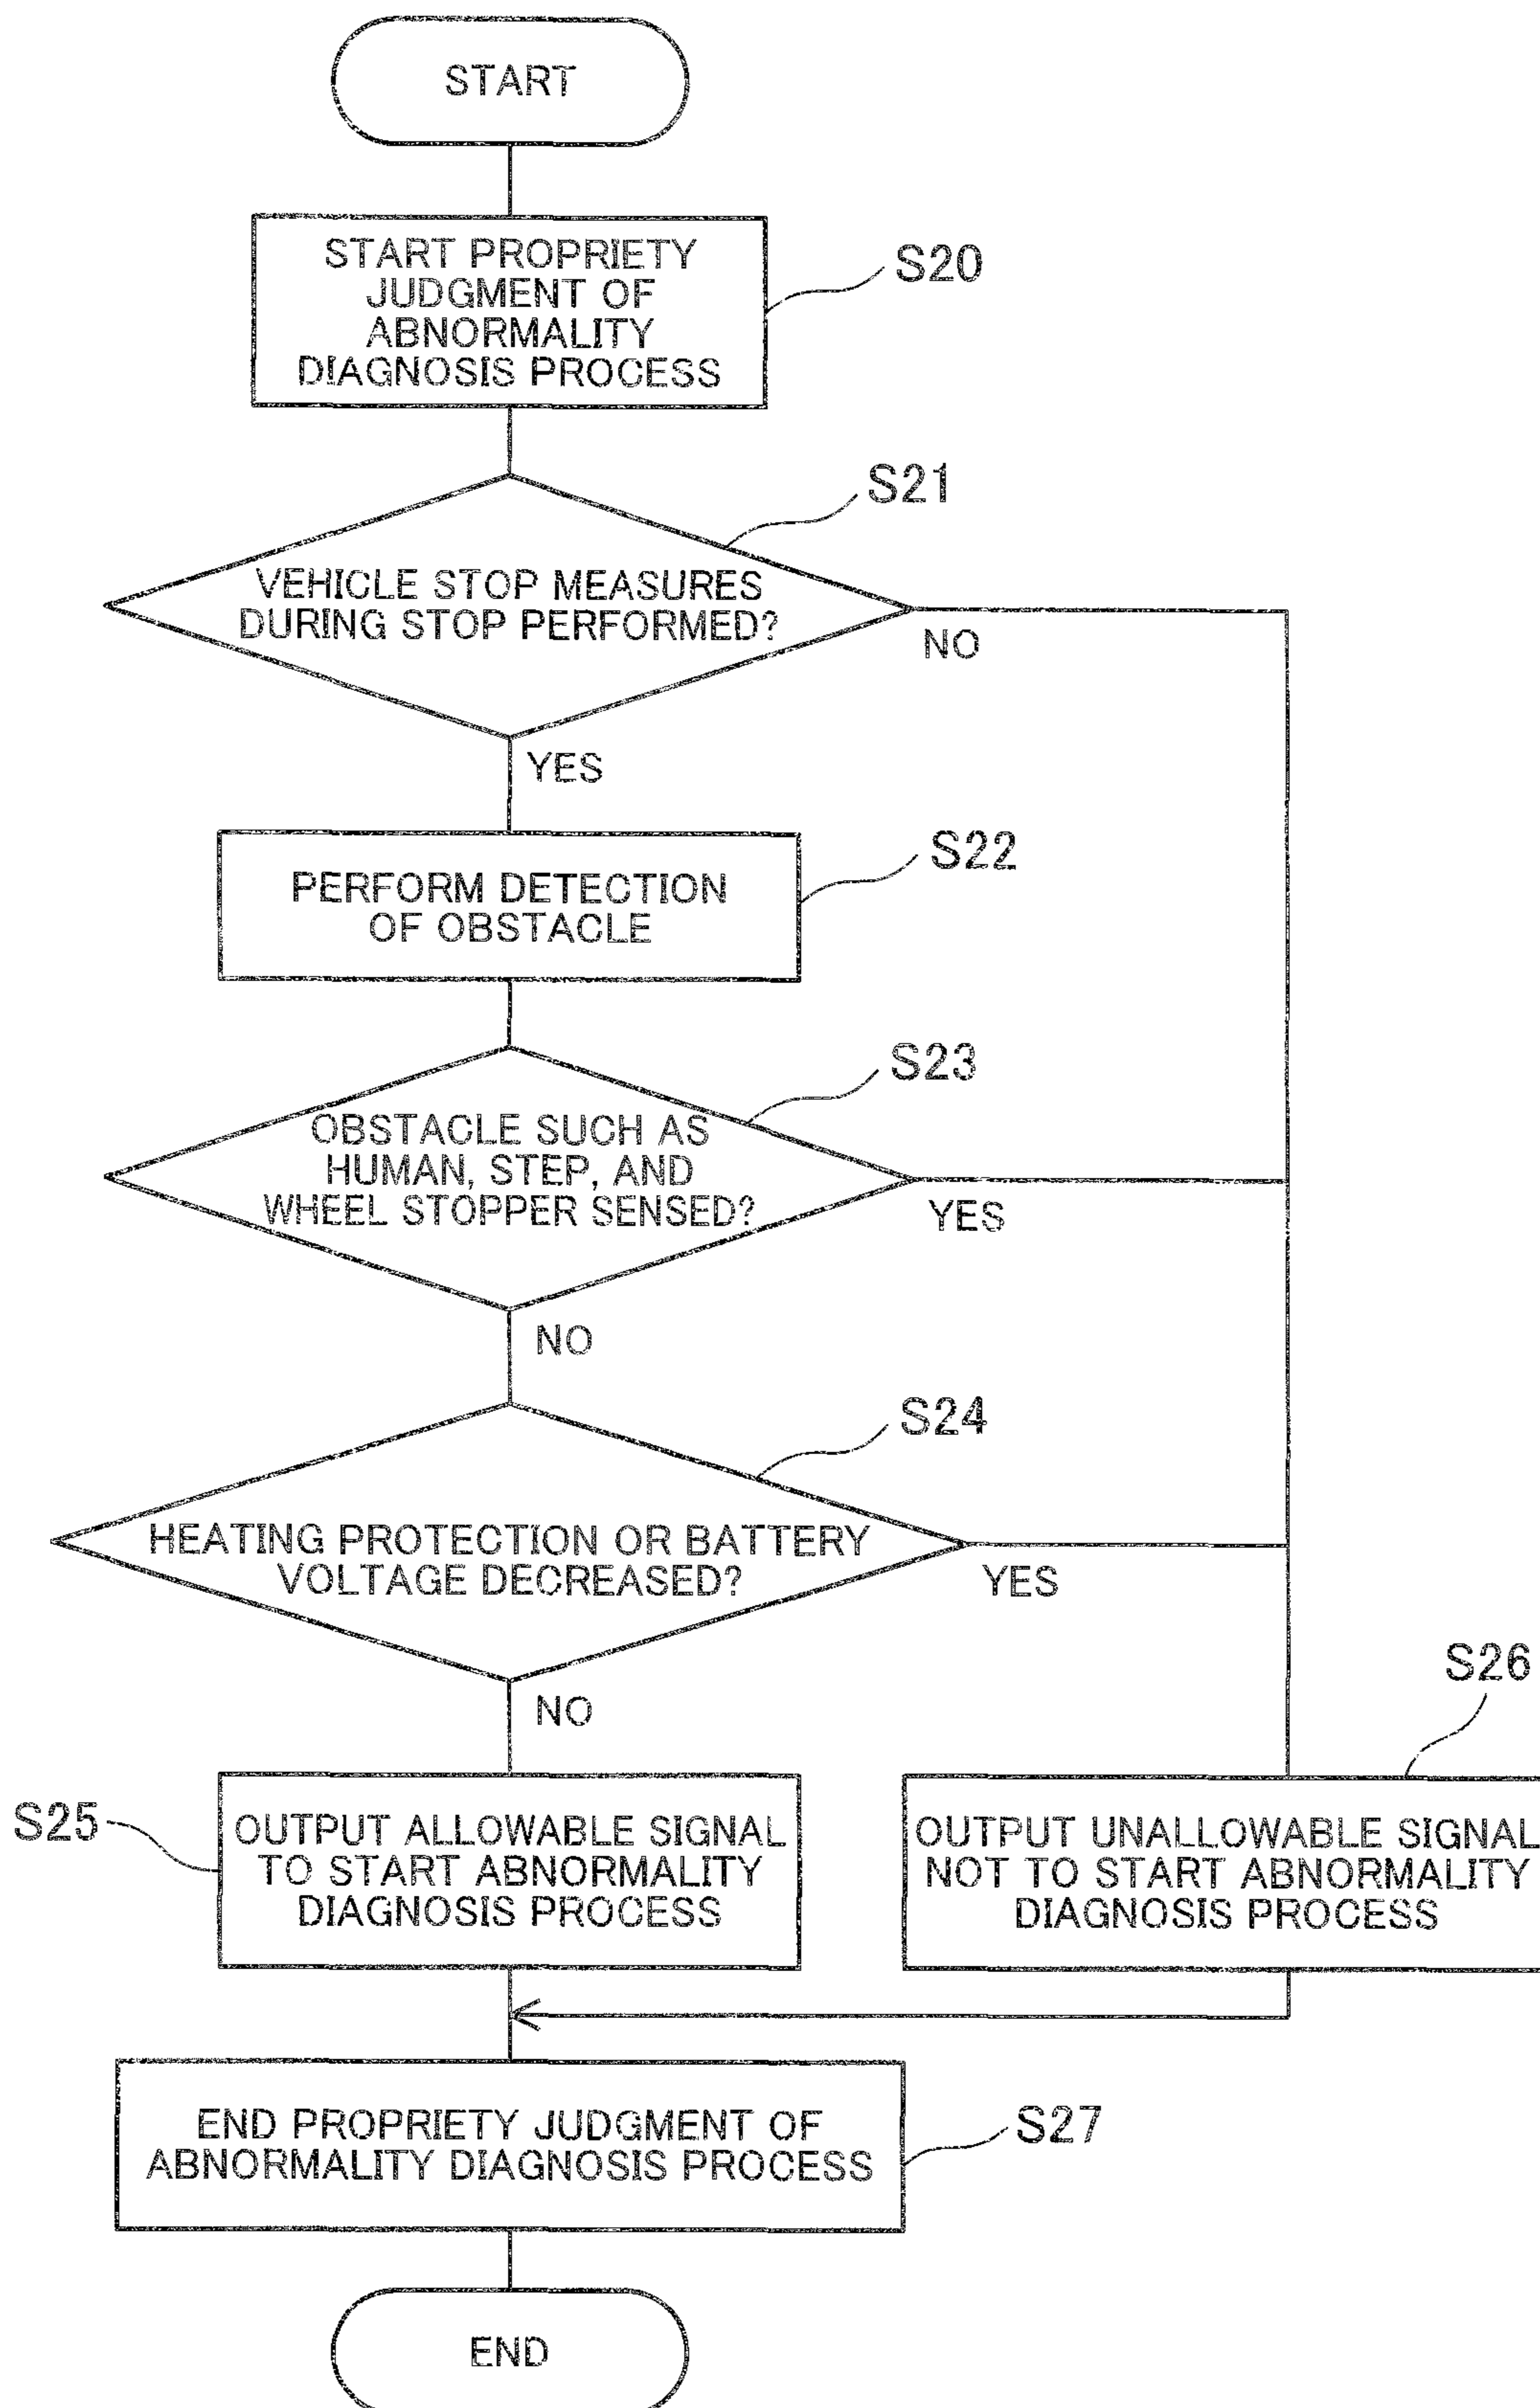 START
START PROPRIETY
JUDGMENT OF
ABNORMALITY
DIAGNOSIS PROCESS
S20
S21
VEHICLE STOP MEASURES
DURING STOP PERFORMED?
NO
YES
S22
PERFORM DETECTION
OF OBSTACLE
S23
OBSTACLE SUCH AS
HUMAN, STEP, AND
WHEEL STOPPER SENSED?
YES
NO
S24
HEATING PROTECTION OR BATTERY
VOLTAGE DECREASED?
YES
NO
S26
S25
OUTPUT ALLOWABLE SIGNAL
TO START ABNORMALITY
DIAGNOSIS PROCESS
OUTPUT UNALLOWABLE SIGNAL
NOT TO START ABNORMALITY
DIAGNOSIS PROCESS
END PROPRIETY JUDGMENT OF
ABNORMALITY DIAGNOSIS PROCESS
S27
END